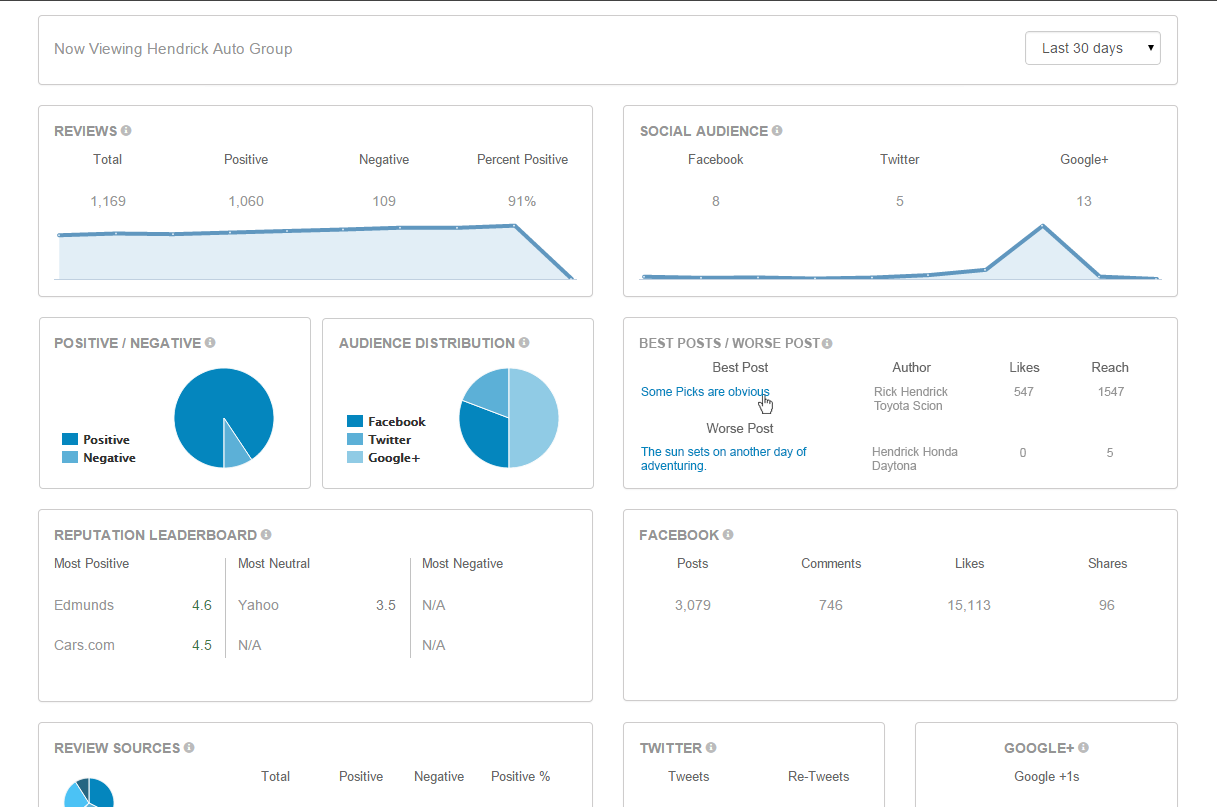 Now Viewing Hendrick Auto Group
Last 30 days
REVIEWS
Total Positive Negative Percent Positive
1,169 1,060 109 91%
SOCIAL AUDIENCE
Facebook Twitter Google+
8 5 13
POSITIVE / NEGATIVE
Positive
Negative
AUDIENCE DISTRIBUTION
Facebook
Twitter
Google+
BEST POSTS / WORSE POST
Best Post Author Likes Reach
Some Picks are obvious Rick Hendrick 547 1547
Toyota Scion
Worse Post
The sun sets on another day of Hendrick Honda 0 5
adventuring. Daytona
REPUTATION LEADERBOARD
Most Positive Most Neutral Most Negative
Edmunds 4.6 Yahoo 3.5 N/A
Cars.com 4.5 N/A N/A
FACEBOOK
Posts Comments Likes Shares
3,079 746 15,113 96
REVIEW SOURCES
Total Positive Negative Positive %
TWITTER
Tweets Re-Tweets
GOOGLE+
Google +1s